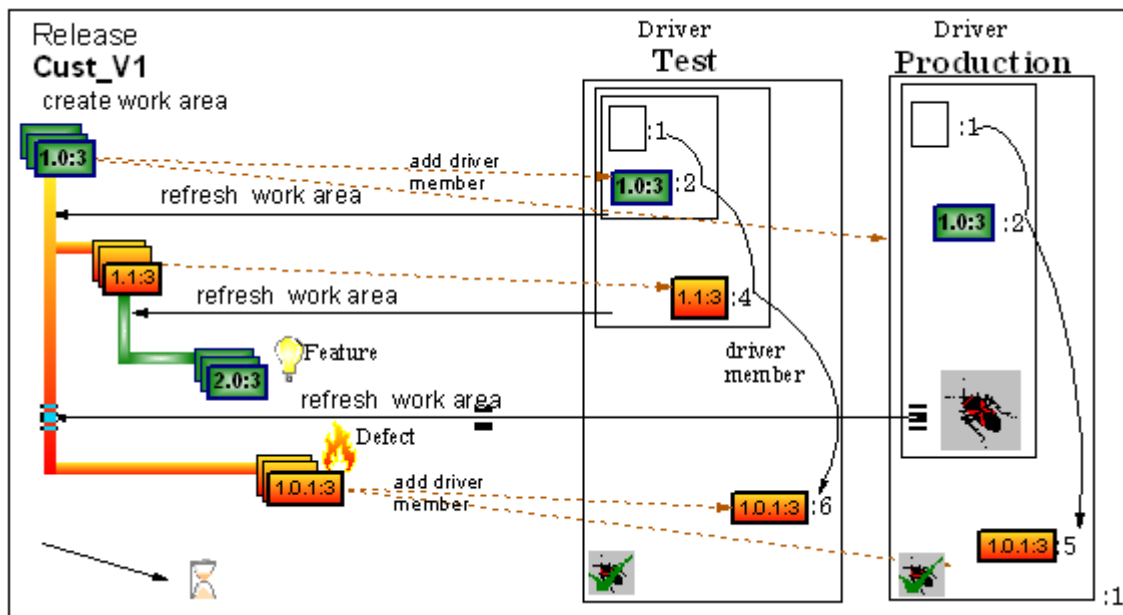 Release
Cust_V1
create work area
1.0:3
refresh work area
1.1:3
refresh work area
2.0:3
Feature
refresh work area
Defect
1.0.1:3
add driver
member
add driver
member
Driver
Test
:1
1.0:3
:2
1.1:3
:4
driver
member
1.0.1:3
:6
Driver
Production
:1
1.0:3
:2
1.0.1:3
:5
:1